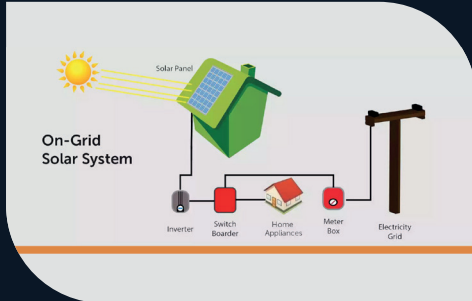 Solar Panel
On-Grid
Solar System
Inverter
Switch
Boarder
Home
Appliances
Meter
Box
Electricity
Grid